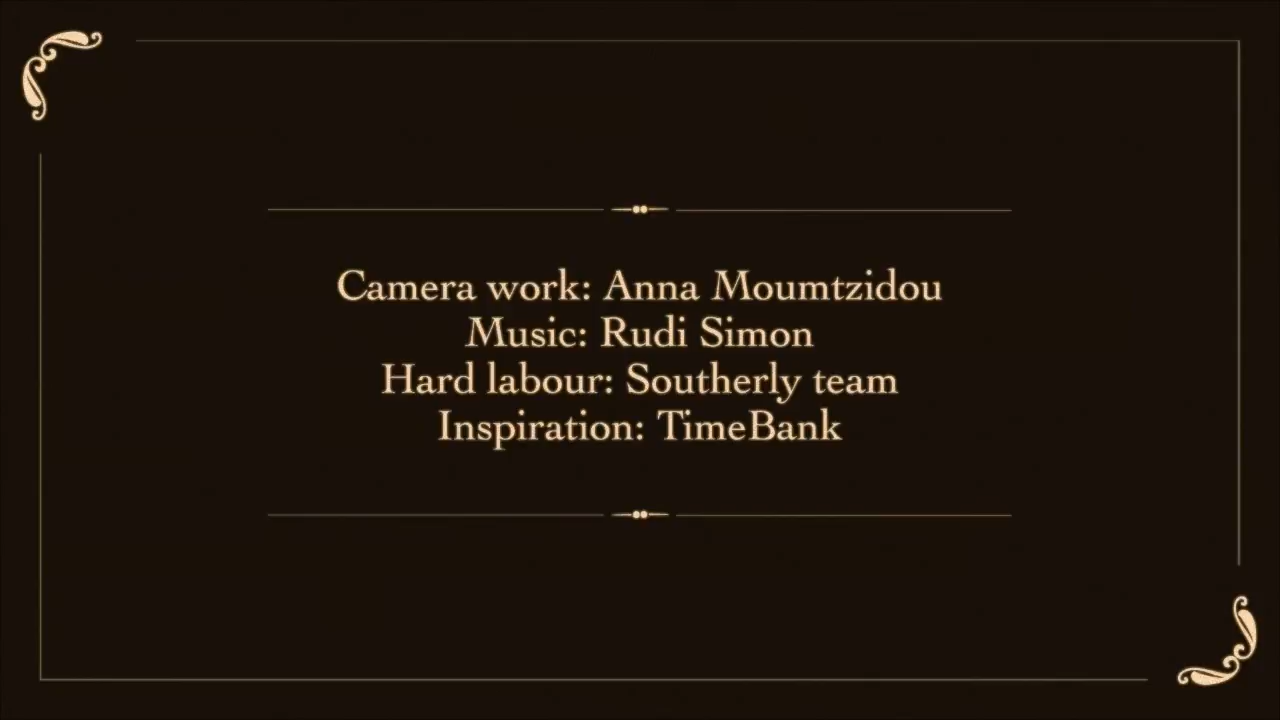 Camera work: Anna Moumtzidou
Music: Rudi Simon
Hard labour: Southerly team
Inspiration: TimeBank